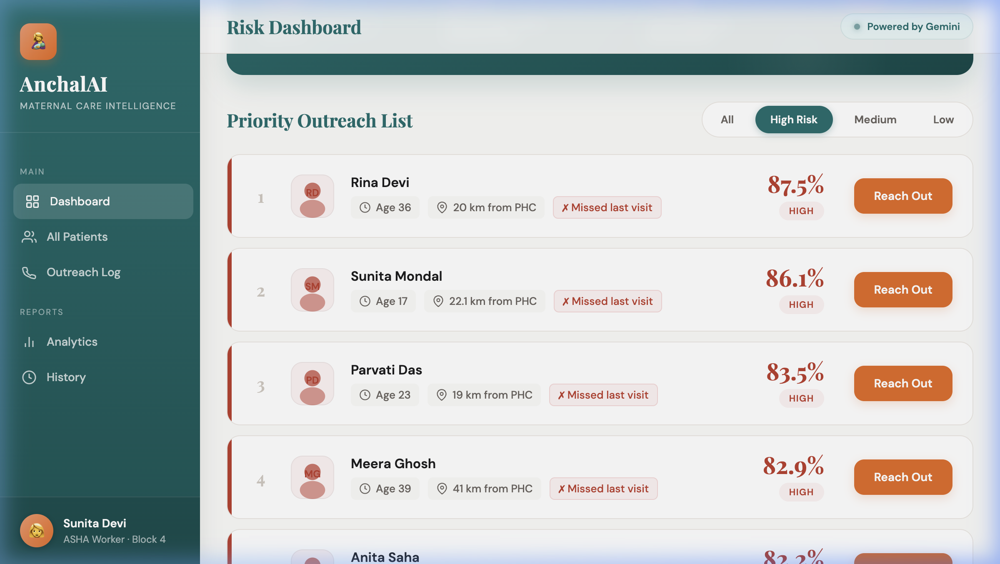 AnchalAI
MATERNAL CARE INTELLIGENCE
MAIN
Dashboard
All Patients
Outreach Log
REPORTS
Analytics
History
Sunita Devi
ASHA Worker · Block 4
Risk Dashboard
Powered by Gemini
Priority Outreach List
All
High Risk
Medium
Low
1
RD
Rina Devi
Age 36
20 km from PHC
✗ Missed last visit
87.5%
HIGH
Reach Out
2
SM
Sunita Mondal
Age 17
22.1 km from PHC
✗ Missed last visit
86.1%
HIGH
Reach Out
3
PD
Parvati Das
Age 23
19 km from PHC
✗ Missed last visit
83.5%
HIGH
Reach Out
4
MG
Meera Ghosh
Age 39
41 km from PHC
✗ Missed last visit
82.9%
HIGH
Reach Out
Anita Saha